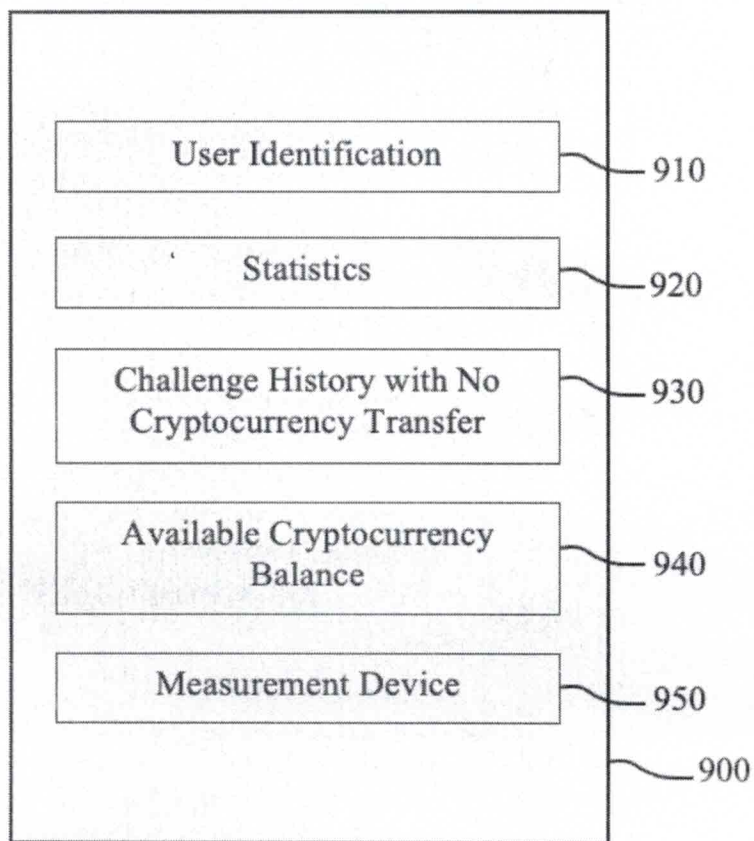 User Identification
910
Statistics
920
Challenge History with No
Cryptocurrency Transfer
930
Available Cryptocurrency
Balance
940
Measurement Device
950
900